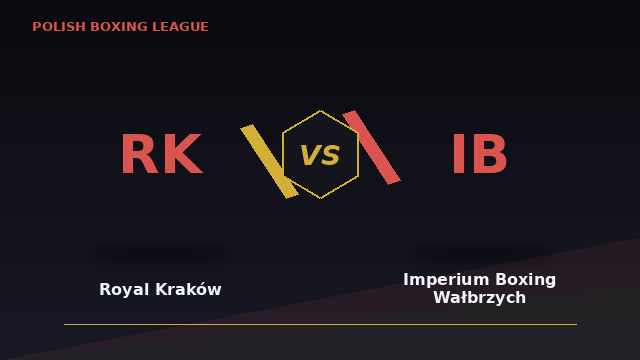 POLISH BOXING LEAGUE
RK
VS
IB
Royal Kraków
Imperium Boxing
Wałbrzych